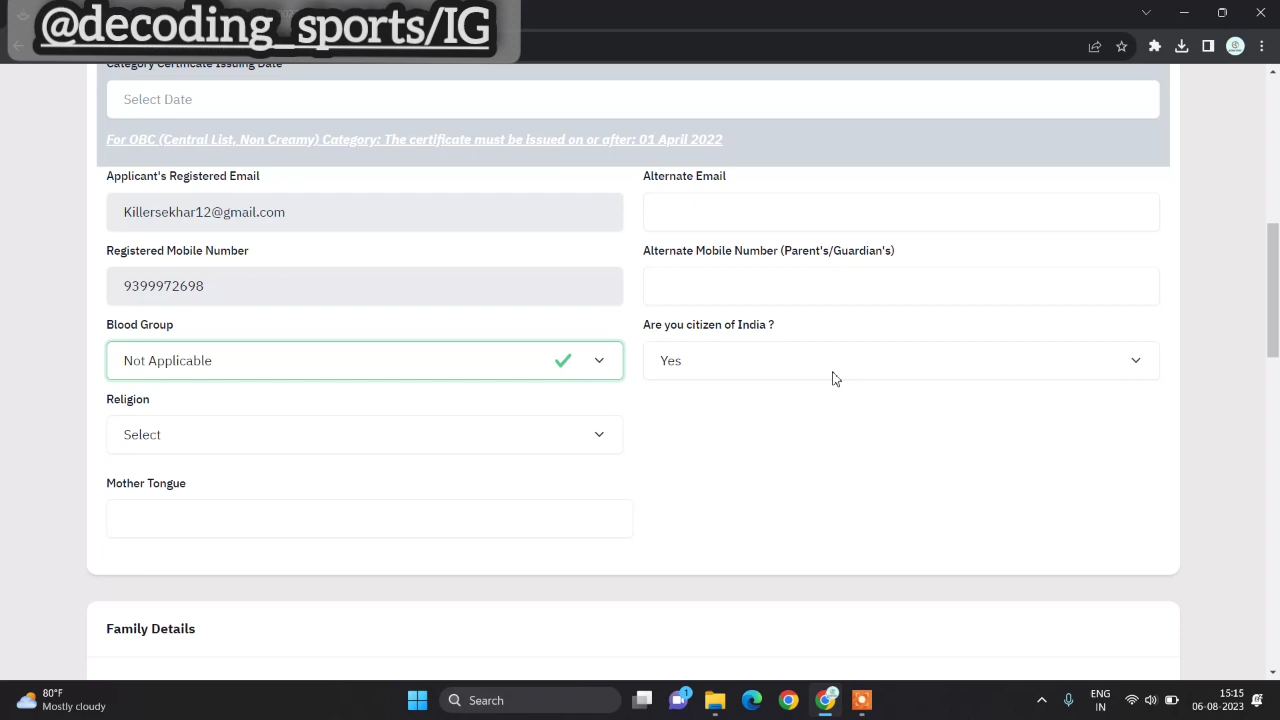 @decoding_sports/IG
Category Certificate Issuing Date
Select Date
For OBC (Central List, Non Creamy) Category: The certificate must be issued on or after: 01 April 2022
Applicant's Registered Email
Alternate Email
Killersekhar12@gmail.com
Registered Mobile Number
Alternate Mobile Number (Parent's/Guardian's)
9399972698
Blood Group
Are you citizen of India ?
Not Applicable
Yes
Religion
Select
Mother Tongue
Family Details
80°F
Mostly cloudy
Search
1
ENG
IN
15:15
06-08-2023